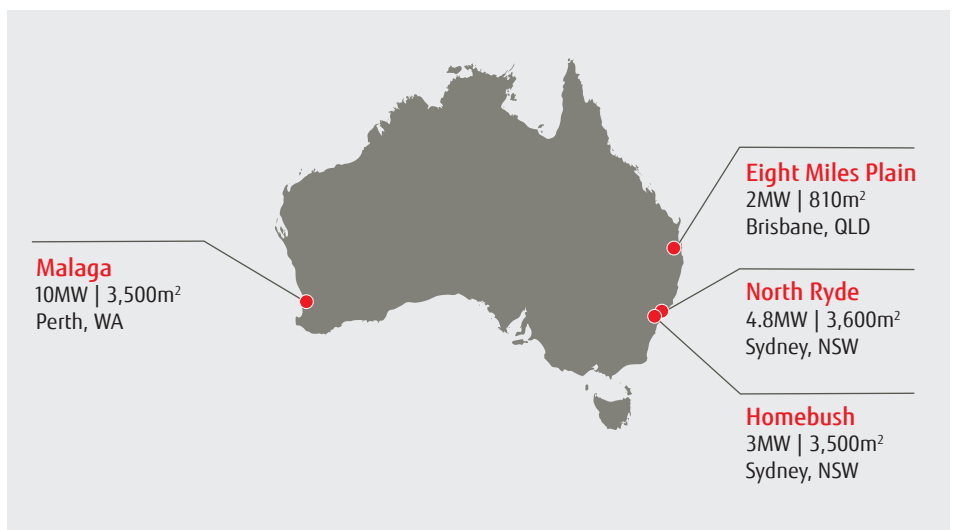 Malaga
10MW | 3,500m²
Perth, WA
Eight Miles Plain
2MW | 810m²
Brisbane, QLD
North Ryde
4.8MW | 3,600m²
Sydney, NSW
Homebush
3MW | 3,500m²
Sydney, NSW